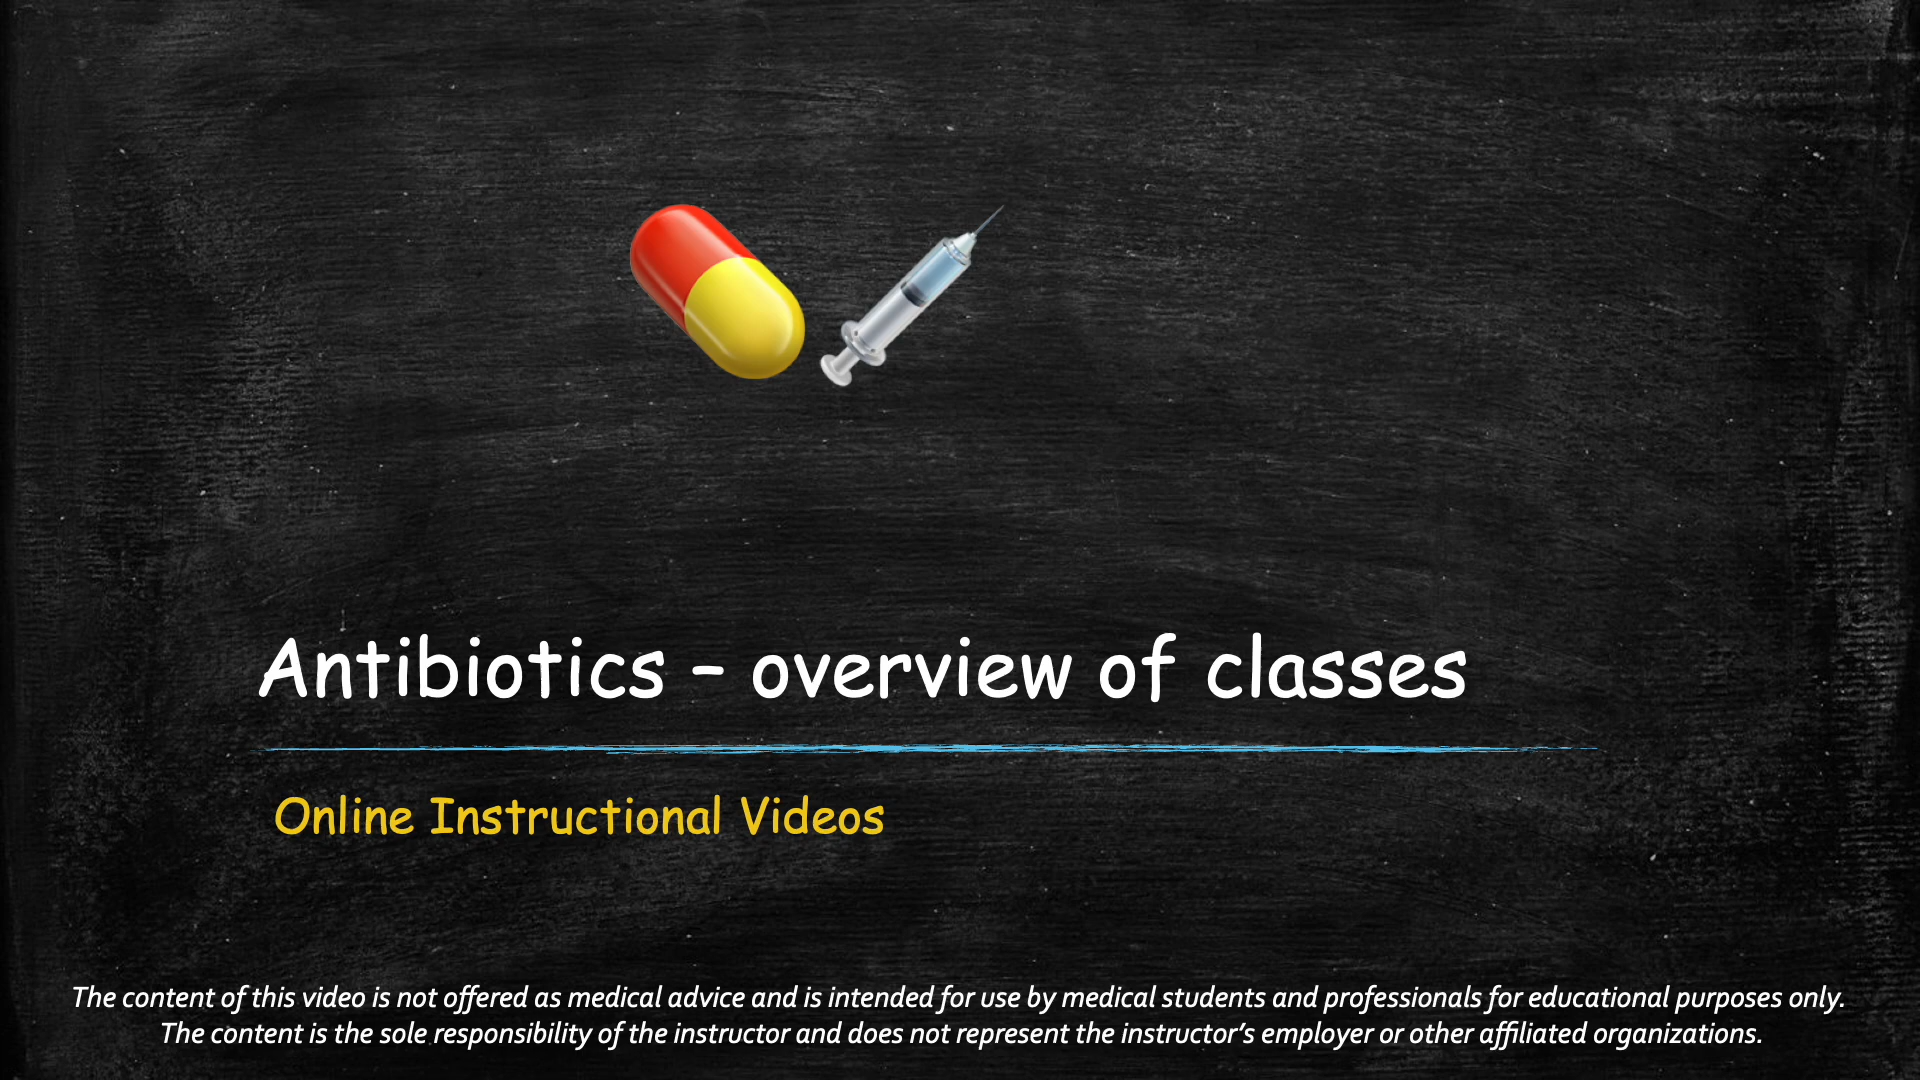 Antibiotics – overview of classes
Online Instructional Videos
The content of this video is not offered as medical advice and is intended for use by medical students and professionals for educational purposes only.
The content is the sole responsibility of the instructor and does not represent the instructor’s employer or other affiliated organizations.